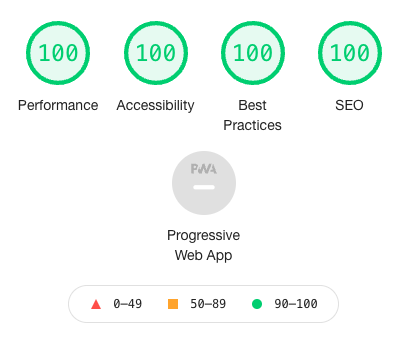 100 100 100 100
Performance Accessibility Best Practices SEO
PWA
Progressive
Web App
0–49 50–89 90–100